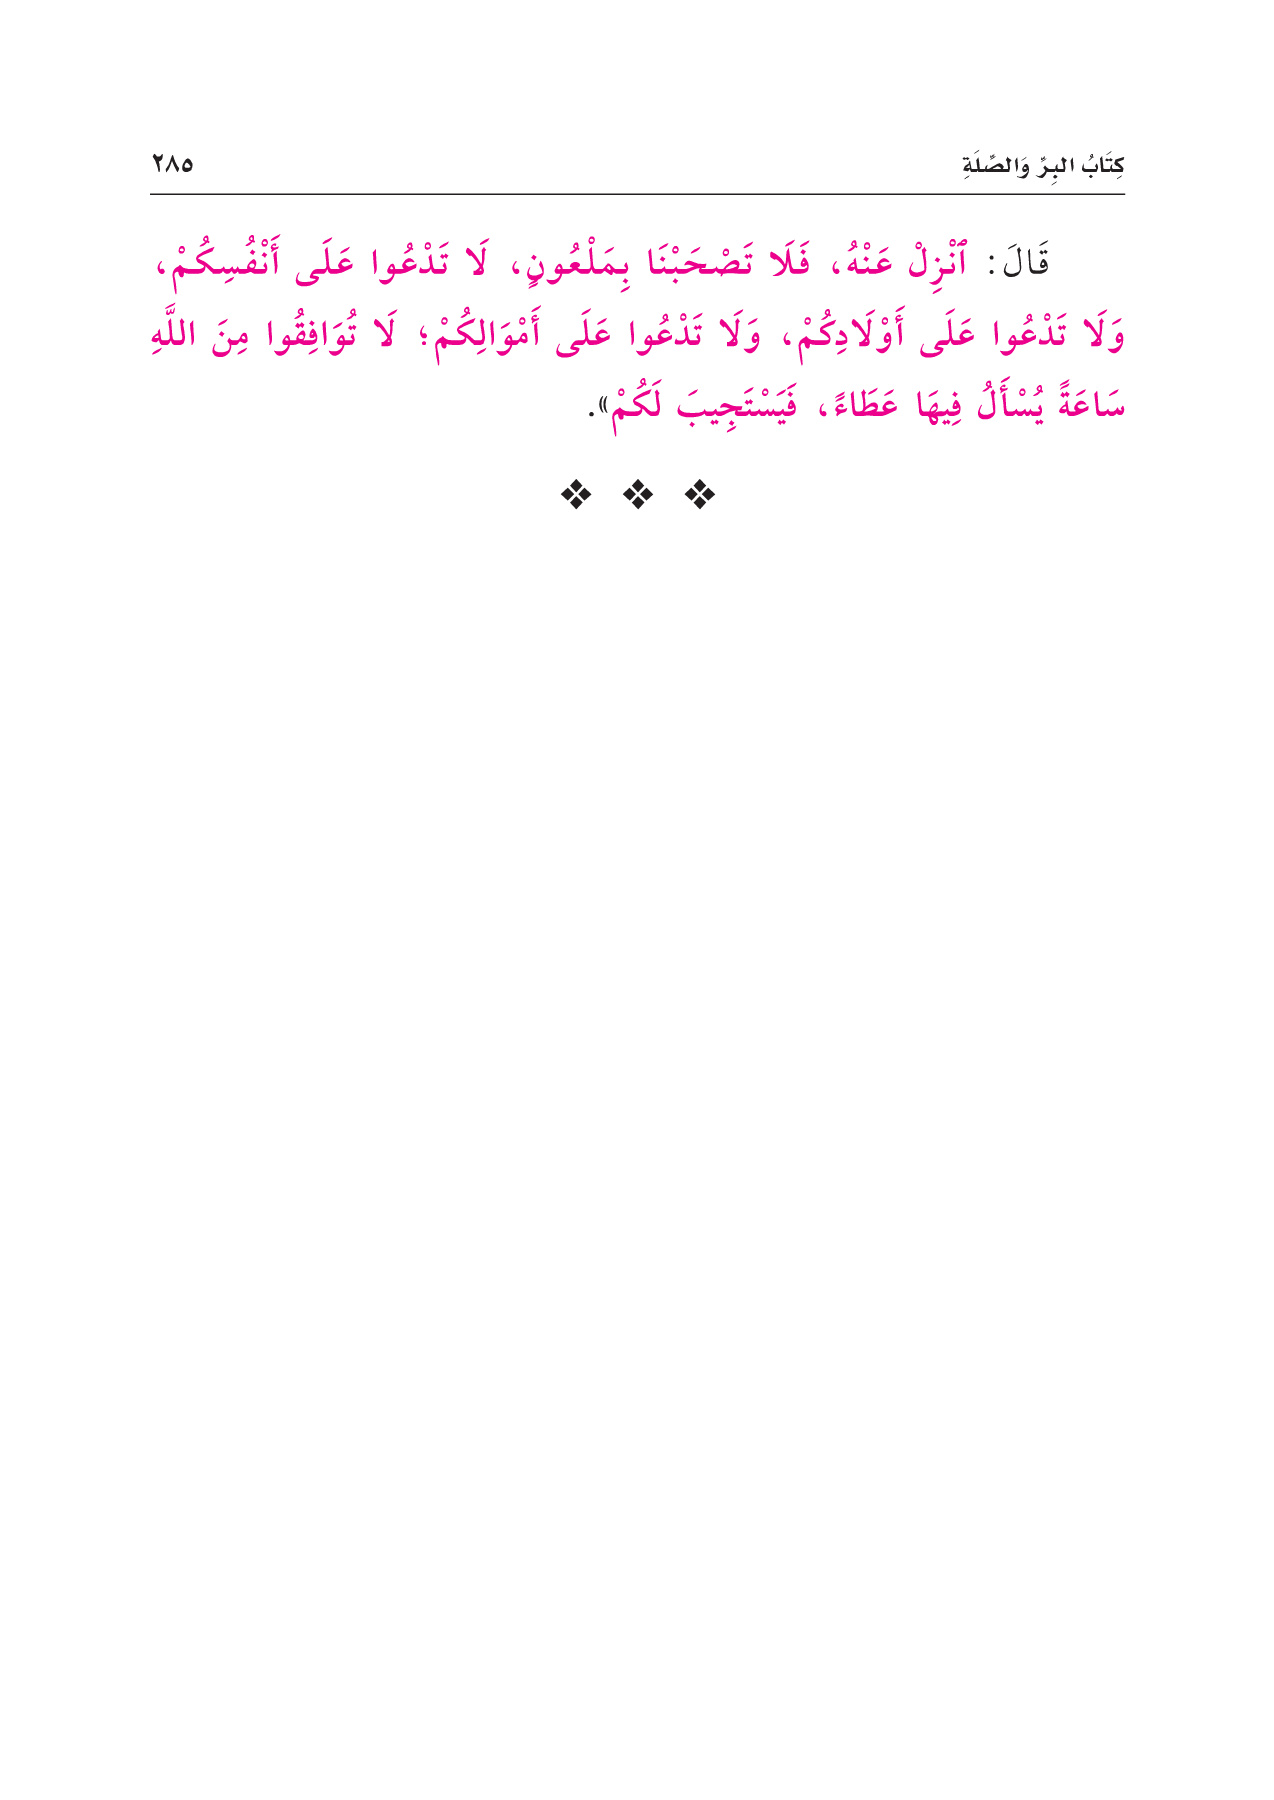 كِتَابُ البِرِّ وَالصِّلَةِ ٢٨٥
قَالَ: ٱنْزِلْ عَنْهُ، فَلَا تَصْحَبْنَا بِمَلْعُونٍ، لَا تَدْعُوا عَلَى أَنْفُسِكُمْ،
وَلَا تَدْعُوا عَلَى أَوْلَادِكُمْ، وَلَا تَدْعُوا عَلَى أَمْوَالِكُمْ؛ لَا تُوَافِقُوا مِنَ اللَّهِ
سَاعَةً يُسْأَلُ فِيهَا عَطَاءً، فَيَسْتَجِيبَ لَكُمْ».
❖ ❖ ❖